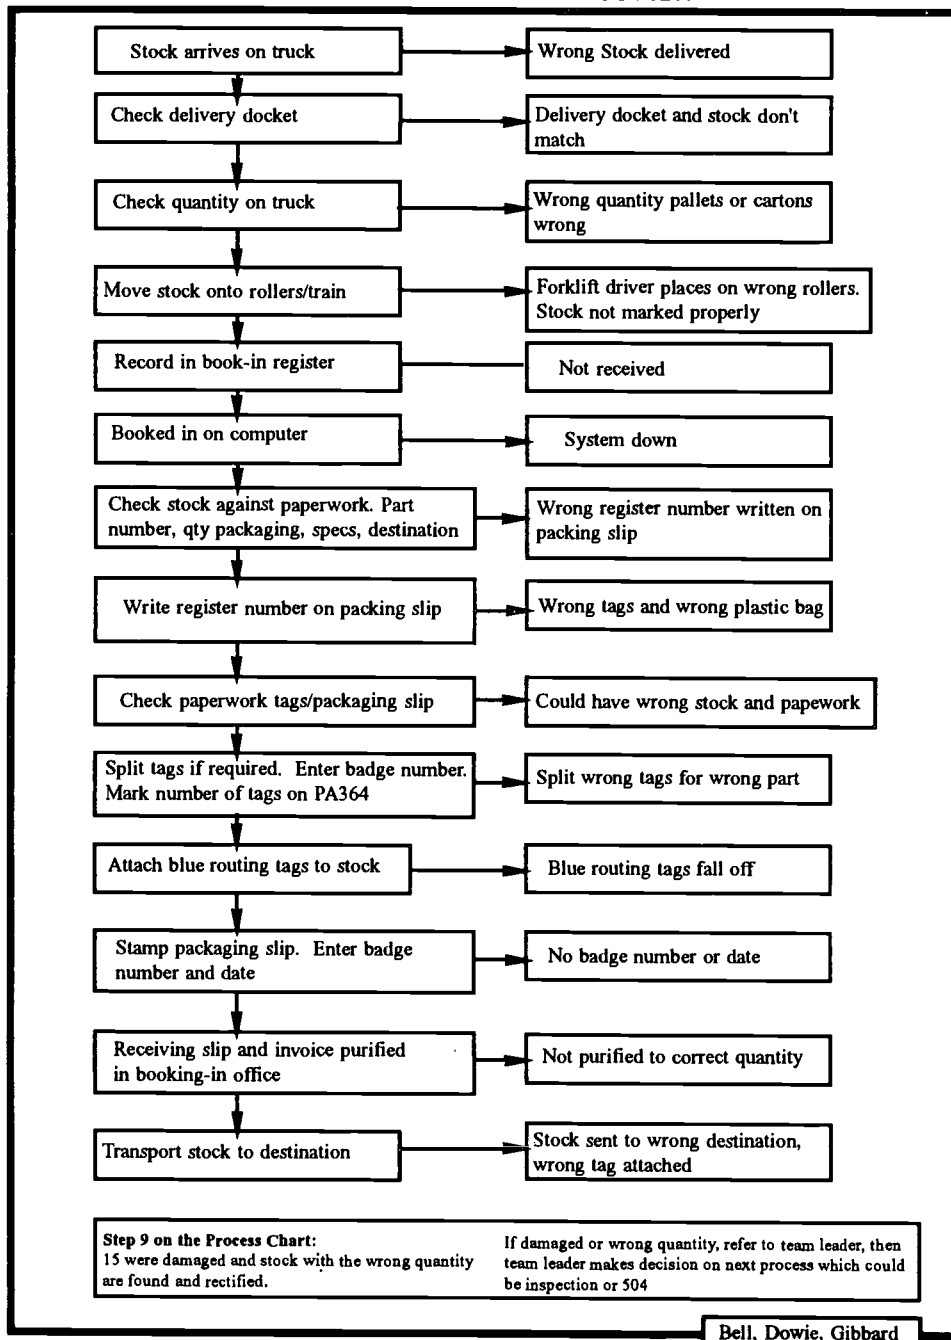 Stock arrives on truck
Wrong Stock delivered
Check delivery docket
Delivery docket and stock don't
match
Check quantity on truck
Wrong quantity pallets or cartons
wrong
Move stock onto rollers/train
Forklift driver places on wrong rollers.
Stock not marked properly
Record in book-in register
Not received
Booked in on computer
System down
Check stock against paperwork. Part
number, qty packaging, specs, destination
Wrong register number written on
packing slip
Write register number on packing slip
Wrong tags and wrong plastic bag
Check paperwork tags/packaging slip
Could have wrong stock and papework
Split tags if required. Enter badge number.
Mark number of tags on PA364
Split wrong tags for wrong part
Attach blue routing tags to stock
Blue routing tags fall off
Stamp packaging slip. Enter badge
number and date
No badge number or date
Receiving slip and invoice purified
in booking-in office
Not purified to correct quantity
Transport stock to destination
Stock sent to wrong destination,
wrong tag attached
Step 9 on the Process Chart:
15 were damaged and stock with the wrong quantity
are found and rectified.
If damaged or wrong quantity, refer to team leader, then
team leader makes decision on next process which could
be inspection or 504
Bell, Dowie, Gibbard